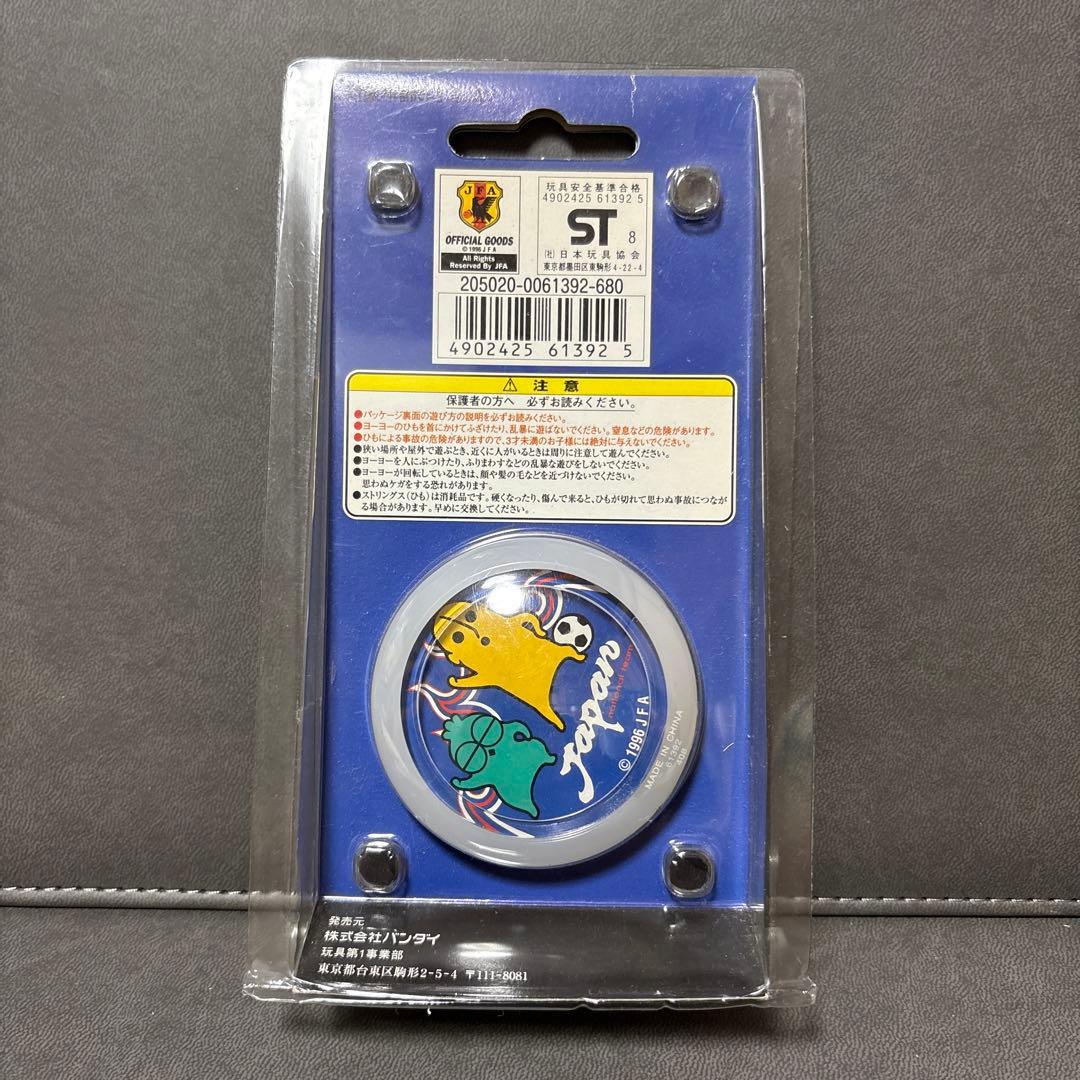 JFA
OFFICIAL GOODS
© 1996 J F A
All Rights
Reserved By JFA
玩具安全基準合格
4902425 61392 5
ST 8
(社)日本玩具協会
東京都墨田区東駒形4-22-4
205020-0061392-680
4902425 61392 5
⚠ 注意
保護者の方へ 必ずお読みください。
●パッケージ裏面の遊び方の説明を必ずお読みください。
●ヨーヨーのひもを首にかけてふざけたり、乱暴に遊ばないでください。窒息などの危険があります。
●ひもによる事故の危険がありますので、3才未満のお子様には絶対に与えないでください。
●狭い場所や屋外で遊ぶとき、近くに人がいるときは周りに注意して遊んでください。
●ヨーヨーを人にぶつけたり、ふりまわすなどの乱暴な遊びをしないでください。
●ヨーヨーが回転しているときは、顔や髪の毛などを近づけないでください。
思わぬケガをする恐れがあります。
●ストリングス(ひも)は消耗品です。硬くなったり、傷んで来ると、ひもが切れて思わぬ事故につなが
る場合があります。早めに交換してください。
Japan
national team
© 1996 J F A
MADE IN CHINA
61392
408
発売元
株式会社バンダイ
玩具第1事業部
東京都台東区駒形2-5-4 〒111-8081